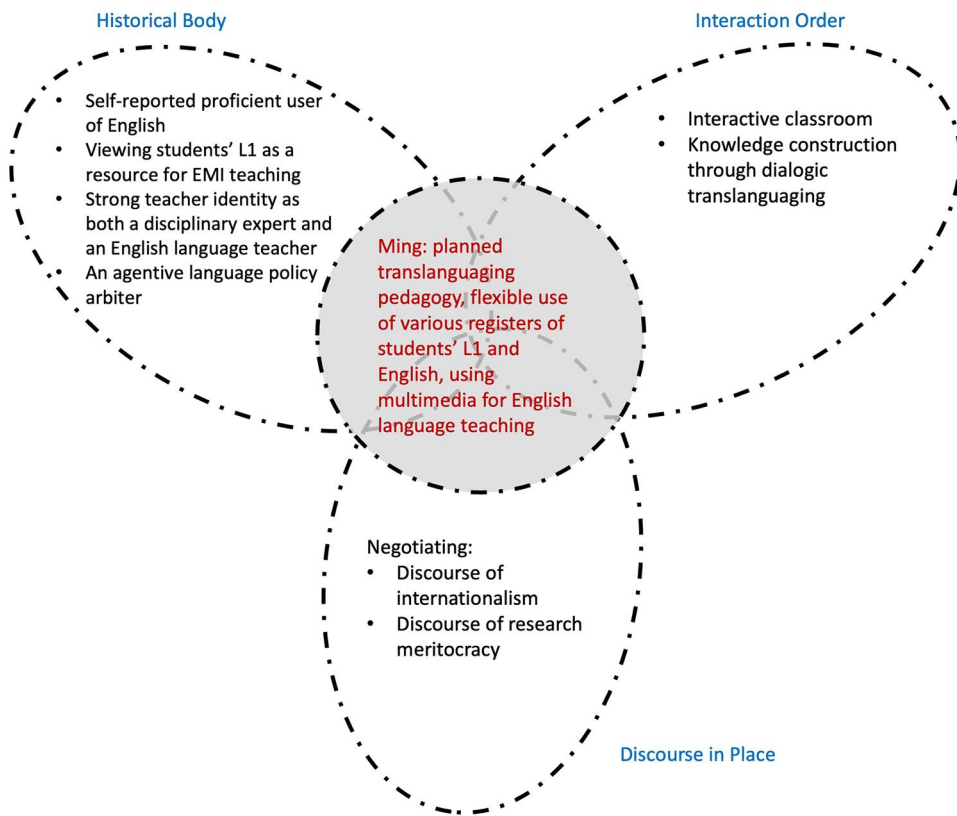 Historical Body
Interaction Order
• Self-reported proficient user
of English
• Viewing students' L1 as a
resource for EMI teaching
• Strong teacher identity as
both a disciplinary expert and
an English language teacher
• An agentive language policy
arbiter
• Interactive classroom
• Knowledge construction
through dialogic
translanguaging
Ming: planned
translanguaging
pedagogy, flexible use
of various registers of
students' L1 and
English, using
multimedia for English
language teaching
Negotiating:
• Discourse of
internationalism
• Discourse of research
meritocracy
Discourse in Place